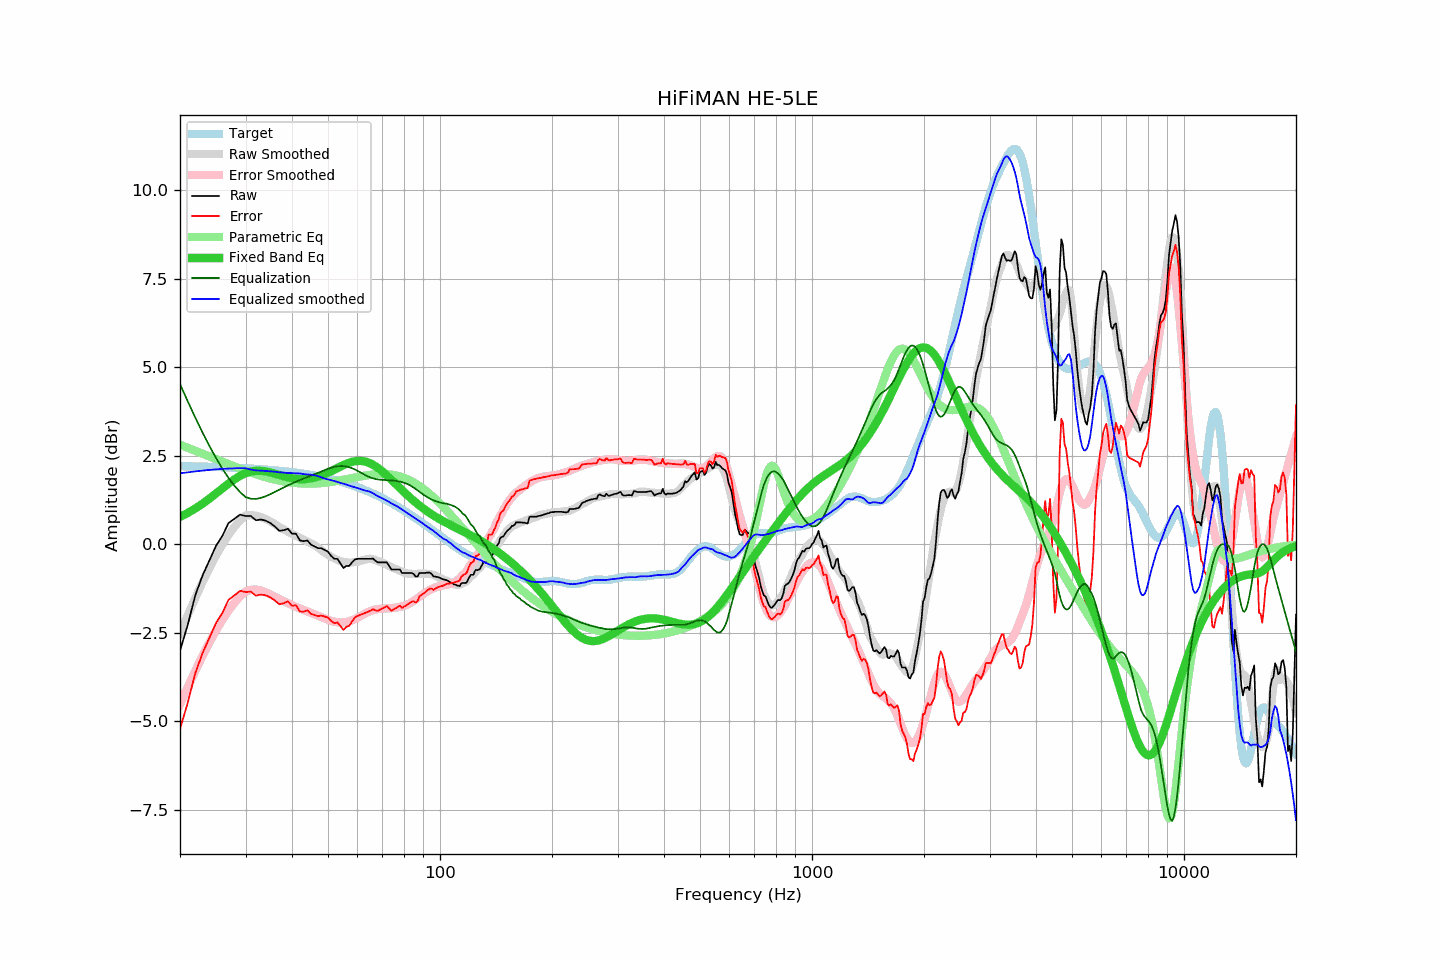 HiFiMAN HE-5LE
Target
Raw Smoothed
Error Smoothed
Raw
Error
Parametric Eq
Fixed Band Eq
Equalization
Equalized smoothed
10.0
7.5
5.0
2.5
0.0
−2.5
−5.0
−7.5
Amplitude (dBr)
100 1000 10000
Frequency (Hz)